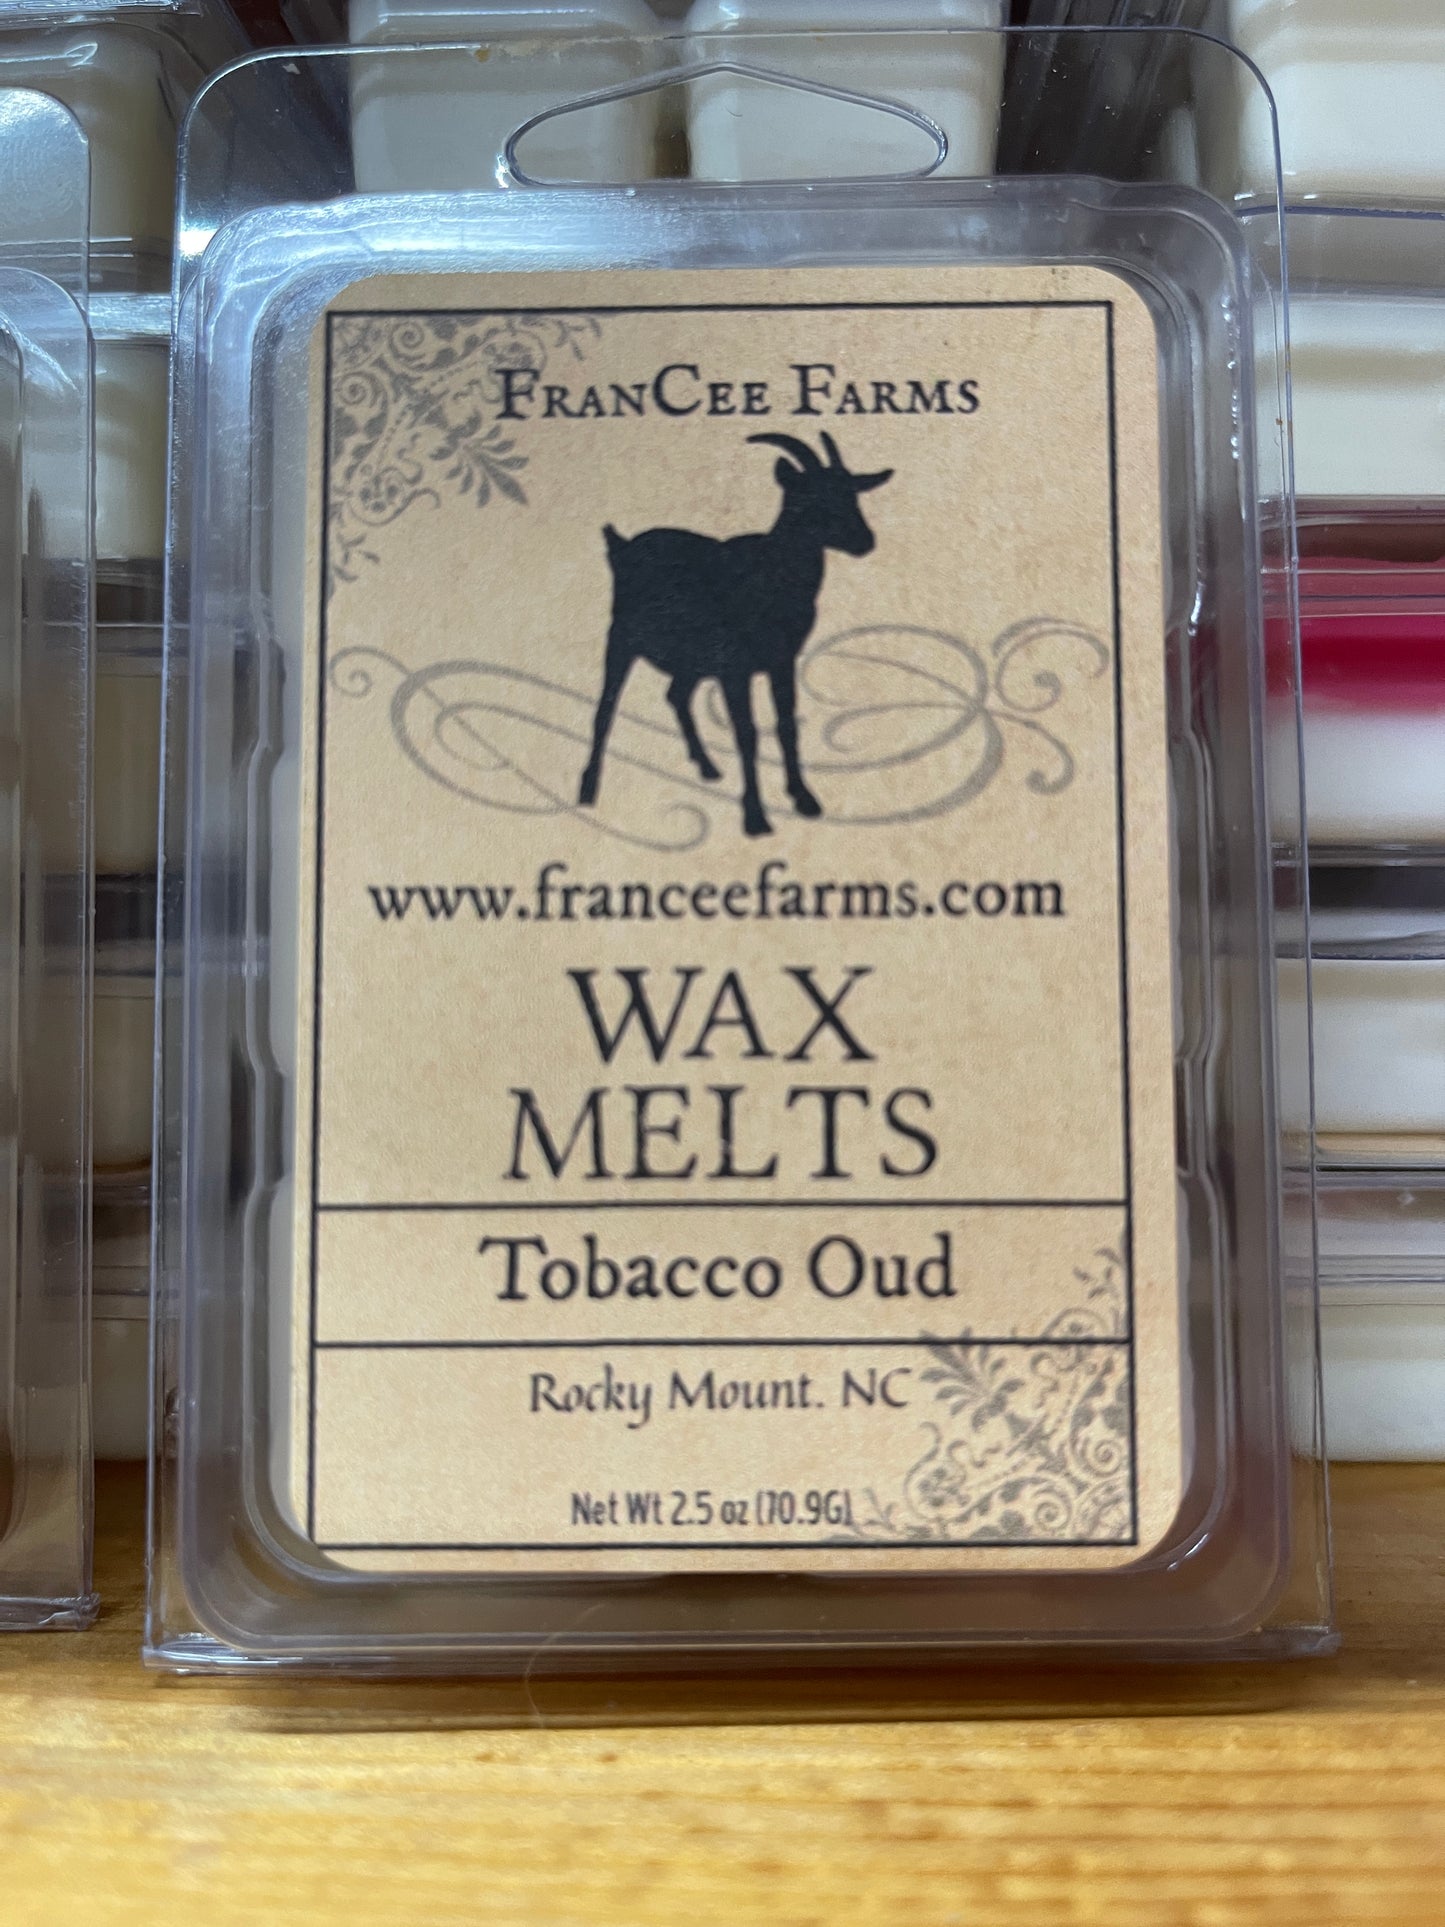 FranCee Farms
www.franceefarms.com
WAX
MELTS
Tobacco Oud
Rocky Mount. NC
Net Wt 2.5 oz (70.9G)